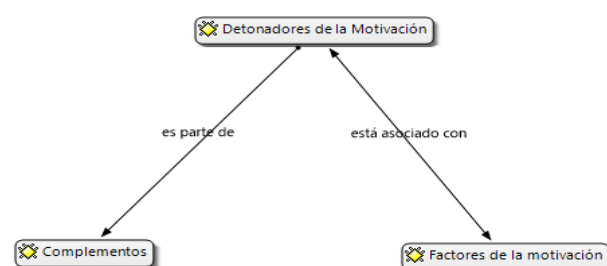 Detonadores de la Motivación
es parte de
está asociado con
Complementos
Factores de la motivación